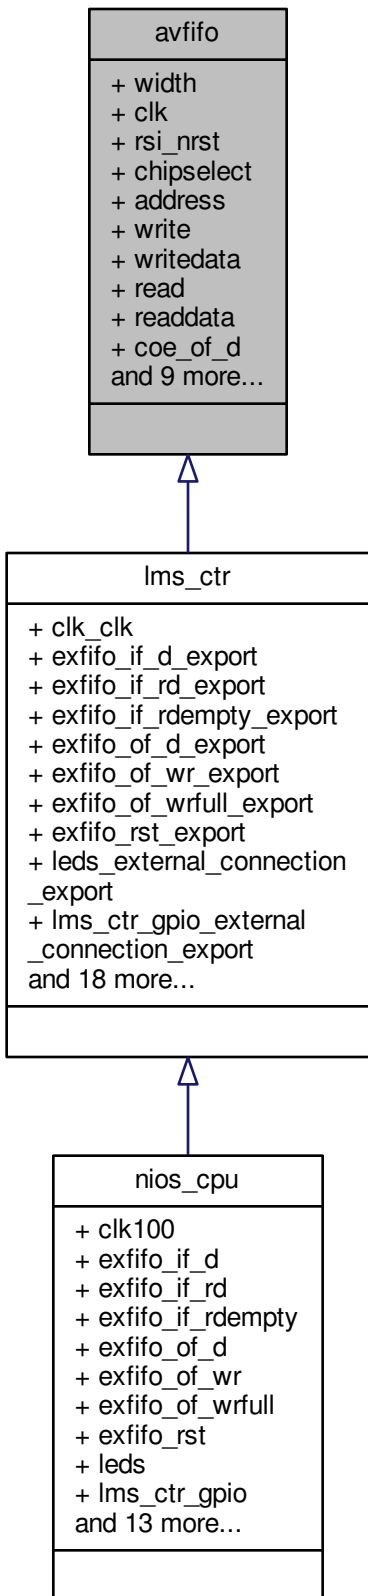 avfifo
+ width
+ clk
+ rsi_nrst
+ chipselect
+ address
+ write
+ writedata
+ read
+ readdata
+ coe_of_d
and 9 more...
lms_ctr
+ clk_clk
+ exfifo_if_d_export
+ exfifo_if_rd_export
+ exfifo_if_rdempty_export
+ exfifo_of_d_export
+ exfifo_of_wr_export
+ exfifo_of_wrfull_export
+ exfifo_rst_export
+ leds_external_connection
_export
+ lms_ctr_gpio_external
_connection_export
and 18 more...
nios_cpu
+ clk100
+ exfifo_if_d
+ exfifo_if_rd
+ exfifo_if_rdempty
+ exfifo_of_d
+ exfifo_of_wr
+ exfifo_of_wrfull
+ exfifo_rst
+ leds
+ lms_ctr_gpio
and 13 more...